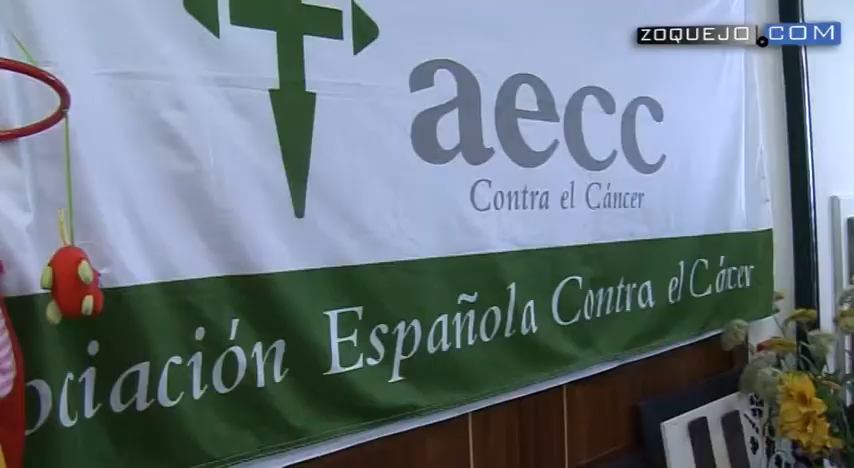 ZOQUEJO.COM
aecc
Contra el Cáncer
ociación Española Contra el Cáncer